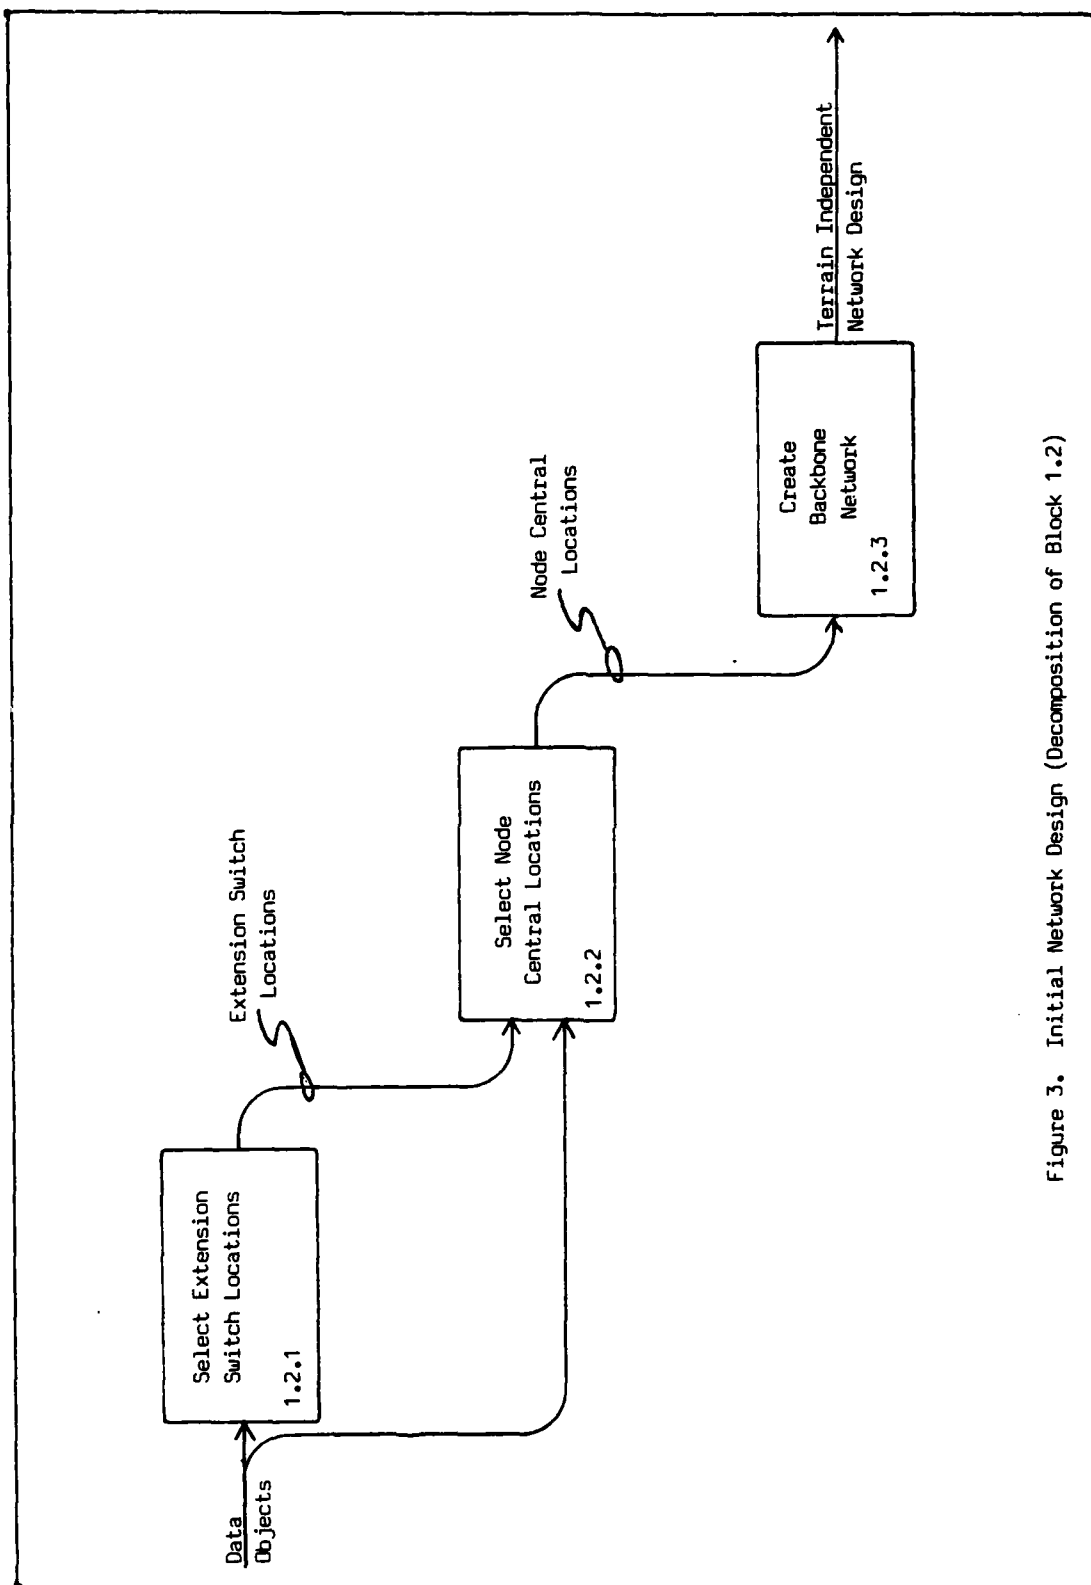 Data
Objects
Select Extension
Switch Locations
1.2.1
Extension Switch
Locations
Select Node
Central Locations
1.2.2
Node Central
Locations
Create
Backbone
Network
1.2.3
Terrain Independent
Network Design
Figure 3. Initial Network Design (Decomposition of Block 1.2)